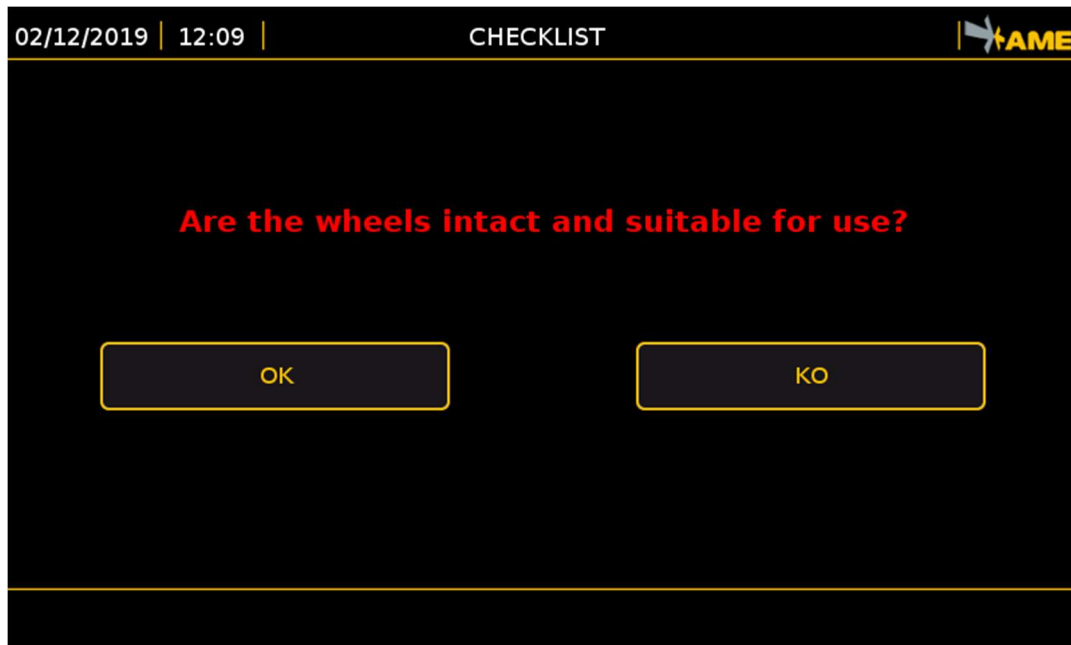 02/12/2019 12:09 CHECKLIST AME
Are the wheels intact and suitable for use?
OK KO